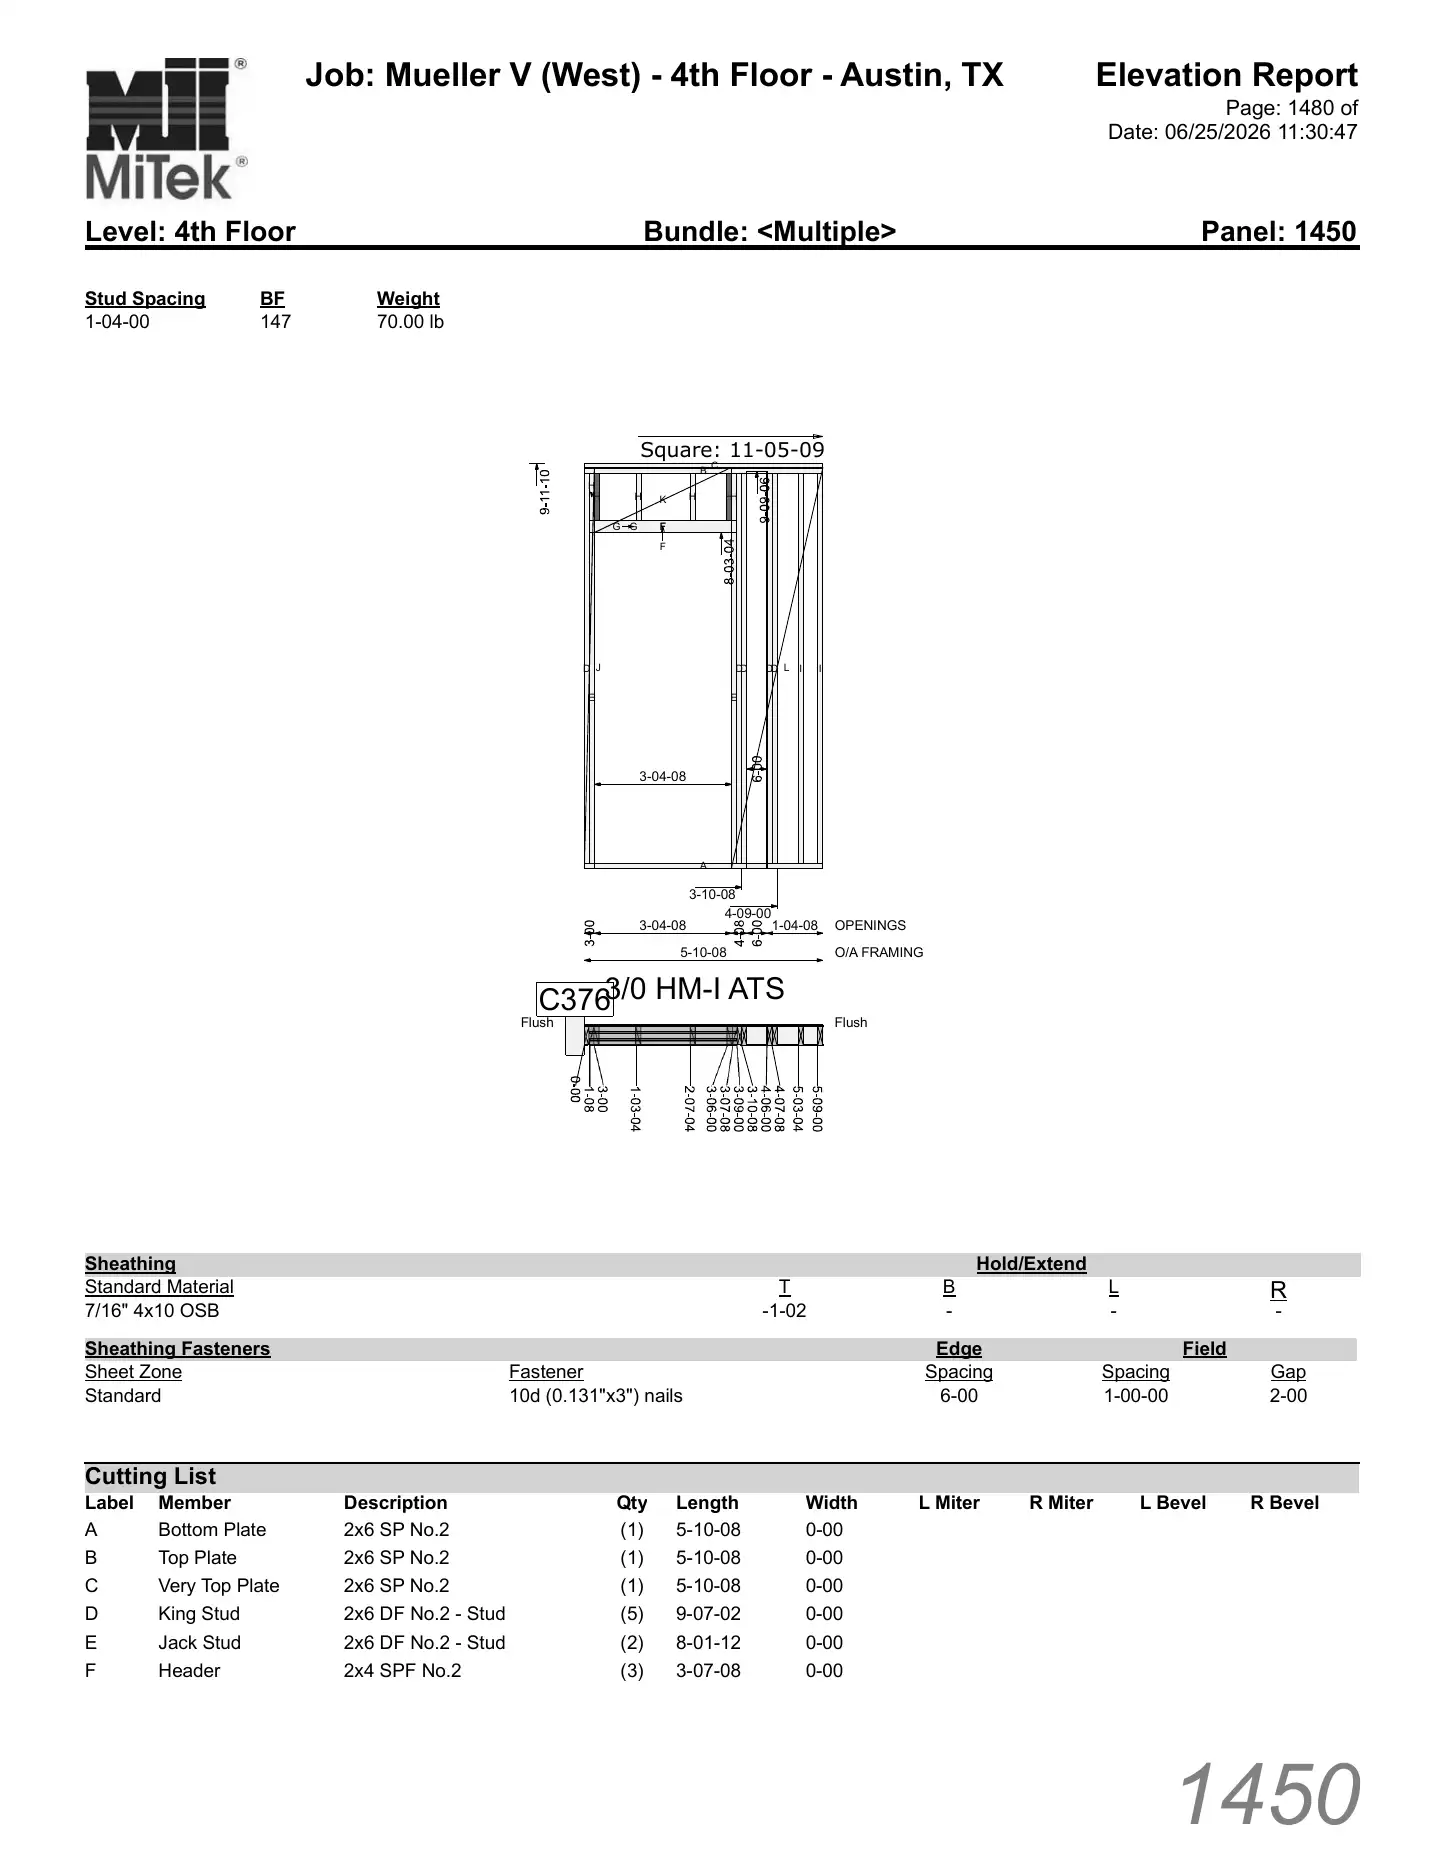 Job: Mueller V (West) - 4th Floor - Austin, TX
Elevation Report
Page: 1480 of
Date: 06/25/2026 11:30:47
MiTek®
Level: 4th Floor
Bundle: <Multiple>
Panel: 1450
Stud Spacing BF Weight
1-04-00 147 70.00 lb
Square: 11-05-09
9-11-10
B C
9-09-06
H K H
G G F
F
8-03-04
D J D D L I I
E E
3-04-08
6-00
A
3-10-08
4-09-00
3-00 3-04-08 4-08 6-00 1-04-08 OPENINGS
5-10-08 O/A FRAMING
C376 3/0 HM-I ATS
Flush Flush
0-00 1-08 3-00 1-03-04 2-07-04 3-06-00 3-07-08 3-09-00 3-10-08 4-06-00 4-07-08 5-03-04 5-09-00
Sheathing Hold/Extend
Standard Material T B L R
7/16" 4x10 OSB -1-02 - - -
Sheathing Fasteners Edge Field
Sheet Zone Fastener Spacing Spacing Gap
Standard 10d (0.131"x3") nails 6-00 1-00-00 2-00
Cutting List
Label Member Description Qty Length Width L Miter R Miter L Bevel R Bevel
A Bottom Plate 2x6 SP No.2 (1) 5-10-08 0-00
B Top Plate 2x6 SP No.2 (1) 5-10-08 0-00
C Very Top Plate 2x6 SP No.2 (1) 5-10-08 0-00
D King Stud 2x6 DF No.2 - Stud (5) 9-07-02 0-00
E Jack Stud 2x6 DF No.2 - Stud (2) 8-01-12 0-00
F Header 2x4 SPF No.2 (3) 3-07-08 0-00
1450